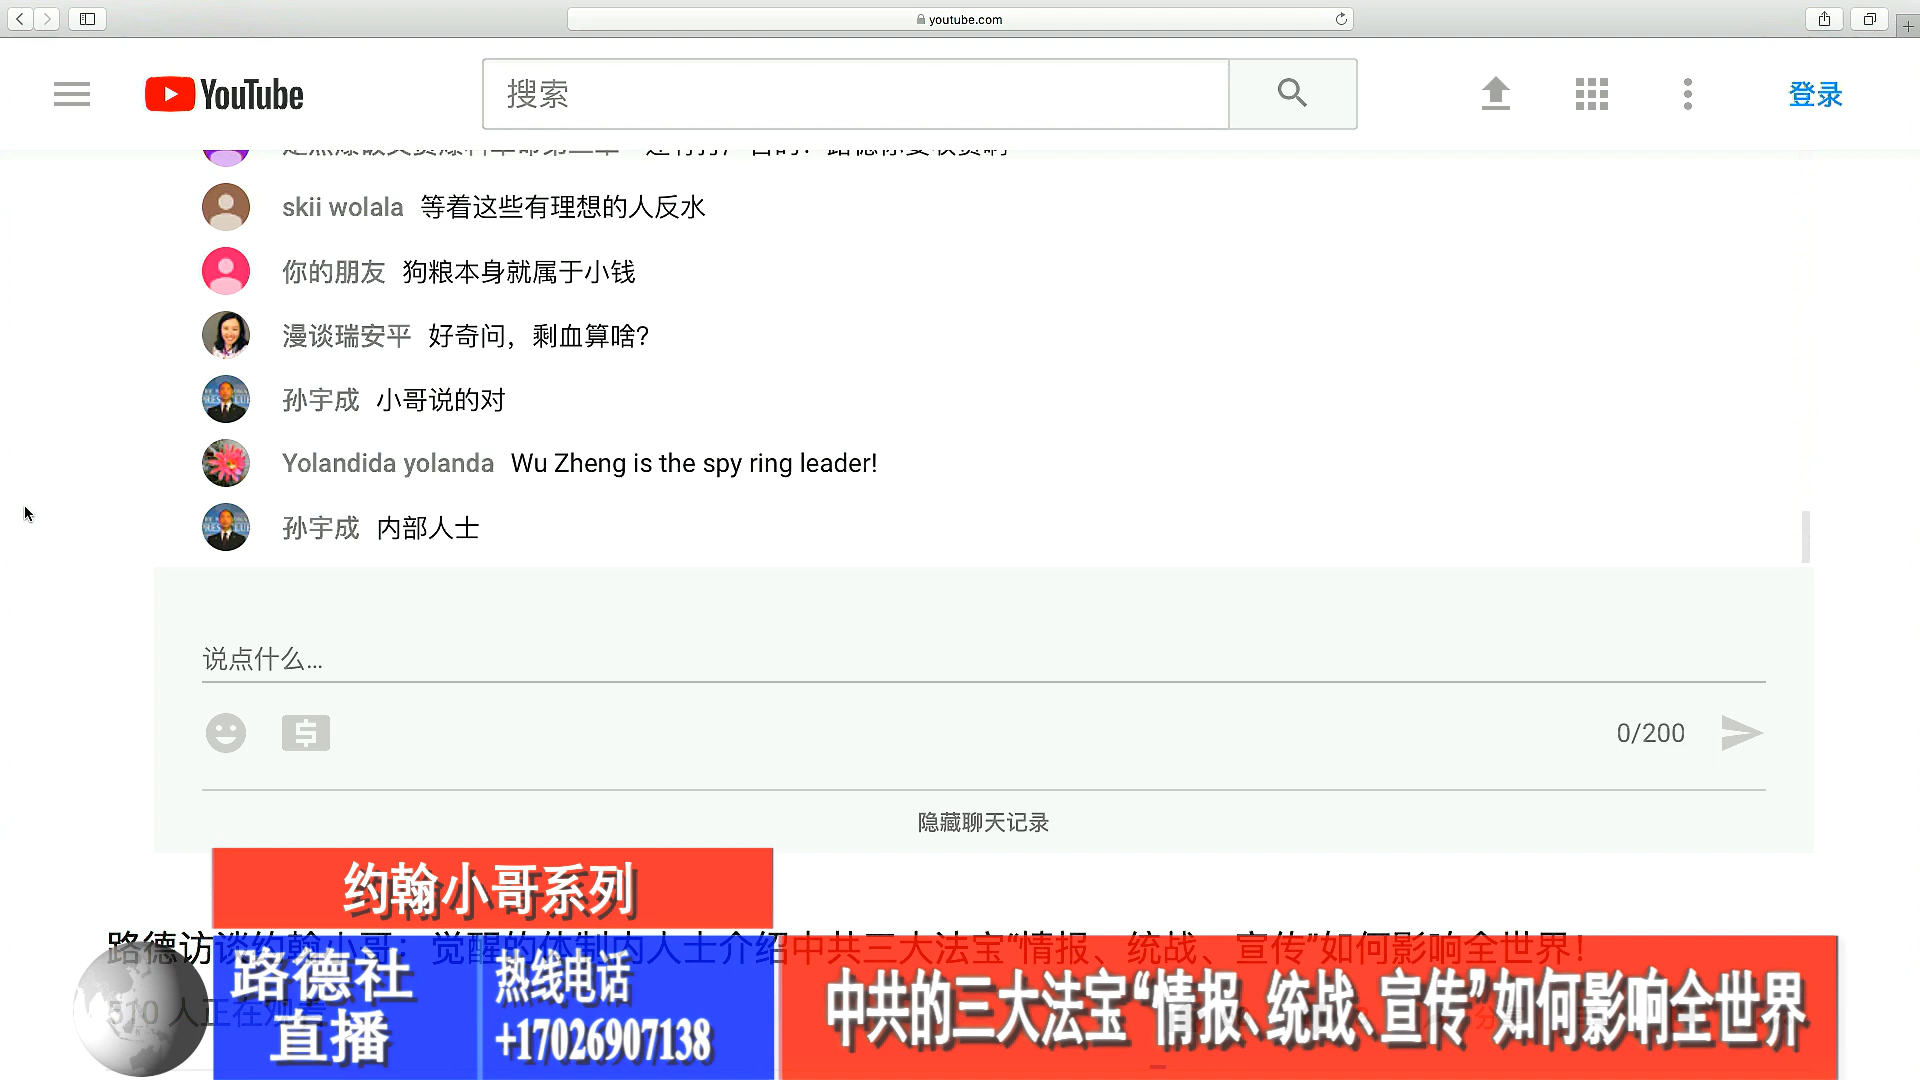 youtube.com
YouTube
搜索
登录
skii wolala 等着这些有理想的人反水
你的朋友 狗粮本身就属于小钱
漫谈瑞安平 好奇问，剩血算啥？
孙宇成 小哥说的对
Yolandida yolanda Wu Zheng is the spy ring leader!
孙宇成 内部人士
说点什么...
0/200
隐藏聊天记录
约翰小哥系列
路德访谈约翰小哥：觉醒的体制内人士介绍中共三大法宝“情报、统战、宣传”如何影响全世界！
510 人正在观看
路德社
直播
热线电话
+17026907138
中共的三大法宝“情报、统战、宣传”如何影响全世界